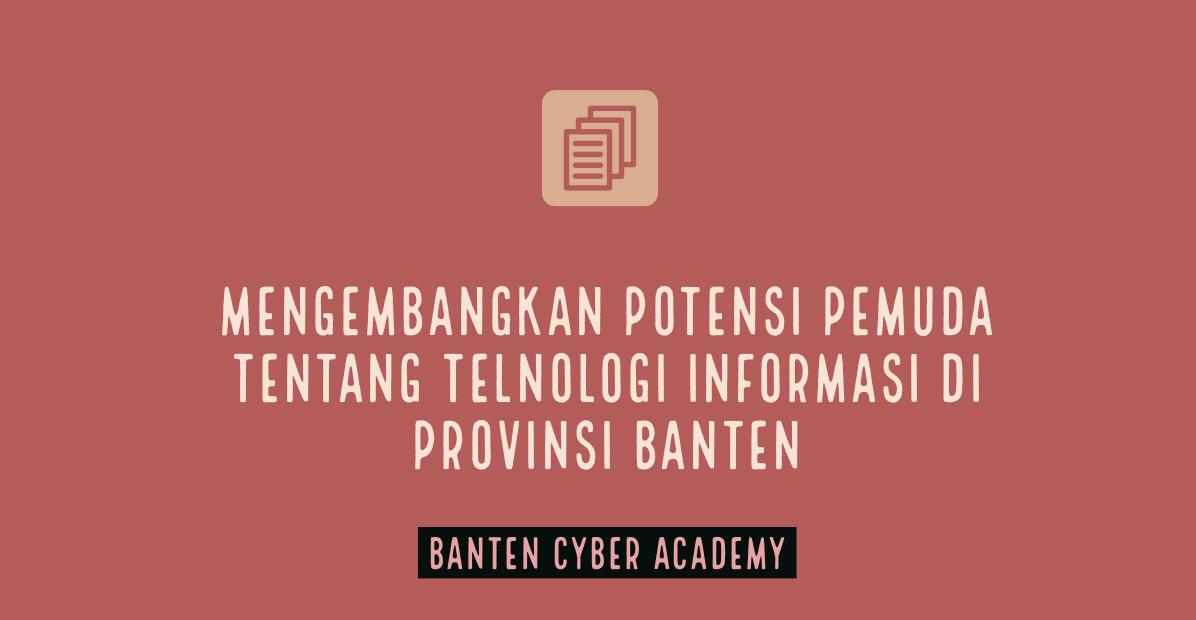 MENGEMBANGKAN POTENSI PEMUDA
TENTANG TELNOLOGI INFORMASI DI
PROVINSI BANTEN
BANTEN CYBER ACADEMY